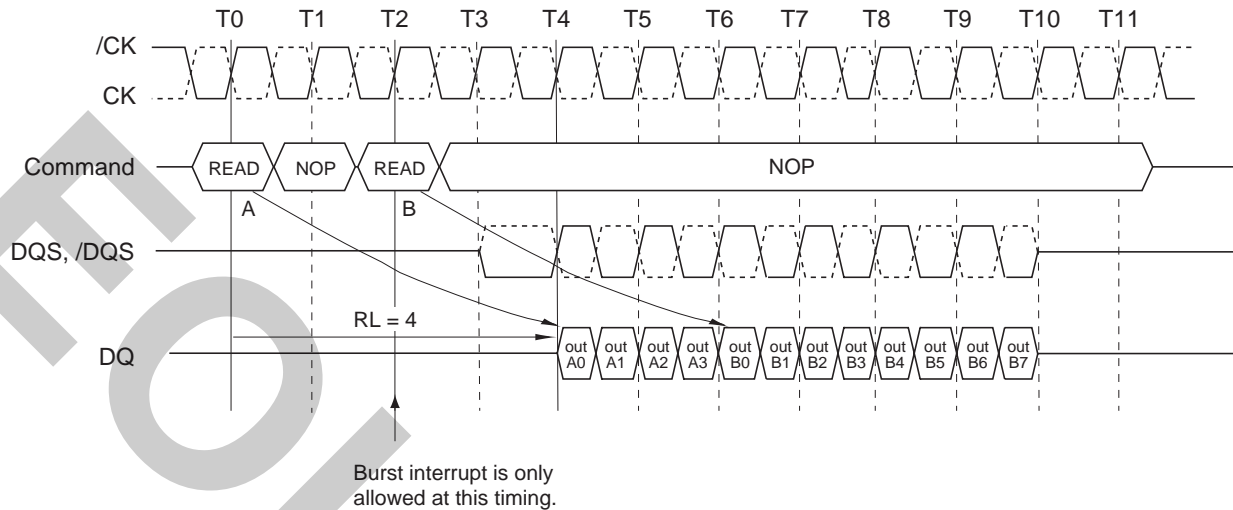 T0 T1 T2 T3 T4 T5 T6 T7 T8 T9 T10 T11
/CK
CK
Command READ NOP READ NOP
A B
DQS, /DQS
RL = 4
DQ out A0 out A1 out A2 out A3 out B0 out B1 out B2 out B3 out B4 out B5 out B6 out B7
Burst interrupt is only
allowed at this timing.